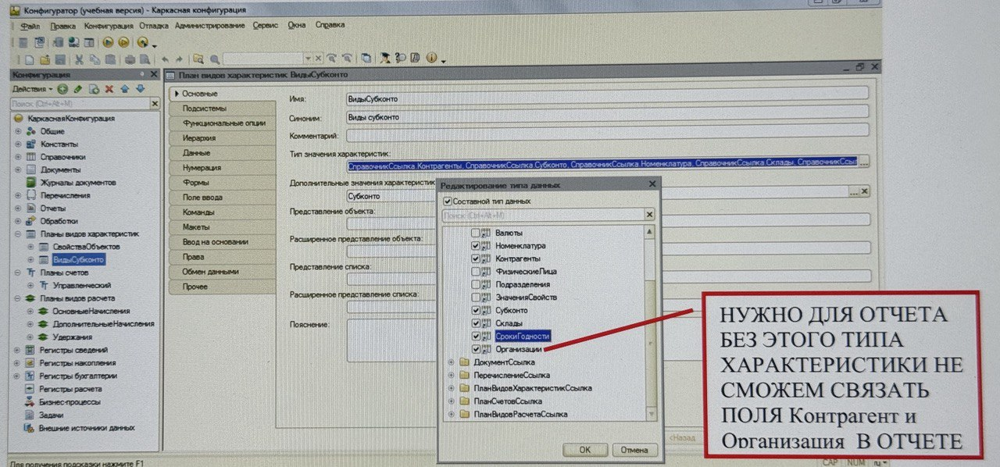 Конфигуратор (учебная версия) - Каркасная конфигурация
Файл Правка Конфигурация Отладка Администрирование Сервис Окна Справка
Конфигурация
Действия
Поиск (Ctrl+Alt+M)
КаркаснаяКонфигурация
Общие
Константы
Справочники
Документы
Журналы документов
Перечисления
Отчеты
Обработки
Планы видов характеристик
СвойстваОбъектов
ВидыСубконто
Планы счетов
Управленческий
Планы видов расчета
ОсновныеНачисления
ДополнительныеНачисления
Удержания
Регистры сведений
Регистры накопления
Регистры бухгалтерии
Регистры расчета
Бизнес-процессы
Задачи
Внешние источники данных
План видов характеристик ВидыСубконто
Основные
Подсистемы
Функциональные опции
Иерархия
Данные
Нумерация
Формы
Поле ввода
Команды
Макеты
Ввод на основании
Права
Обмен данными
Прочее
Имя: ВидыСубконто
Синоним: Виды субконто
Комментарий:
Тип значения характеристик:
СправочникСсылка.Контрагенты, СправочникСсылка.Субконто, СправочникСсылка.Номенклатура, СправочникСсылка.Склады, СправочникСсы
Дополнительные значения характеристик
Субконто
Представление объекта:
Расширенное представление объекта:
Представление списка:
Расширенное представление списка:
Пояснение:
Редактирование типа данных
Составной тип данных
Поиск (Ctrl+Alt+M)
Валюты
Номенклатура
Контрагенты
ФизическиеЛица
Подразделения
ЗначенияСвойств
Субконто
Склады
СрокиГодности
Организации
ДокументСсылка
ПеречислениеСсылка
ПланВидовХарактеристикСсылка
ПланСчетовСсылка
ПланВидовРасчетаСсылка
ОК Отмена
<Назад
НУЖНО ДЛЯ ОТЧЕТА
БЕЗ ЭТОГО ТИПА
ХАРАКТЕРИСТИКИ НЕ
СМОЖЕМ СВЯЗАТЬ
ПОЛЯ Контрагент и
Организация В ОТЧЕТЕ
Для получения подсказки нажмите F1
CAP NUM ru